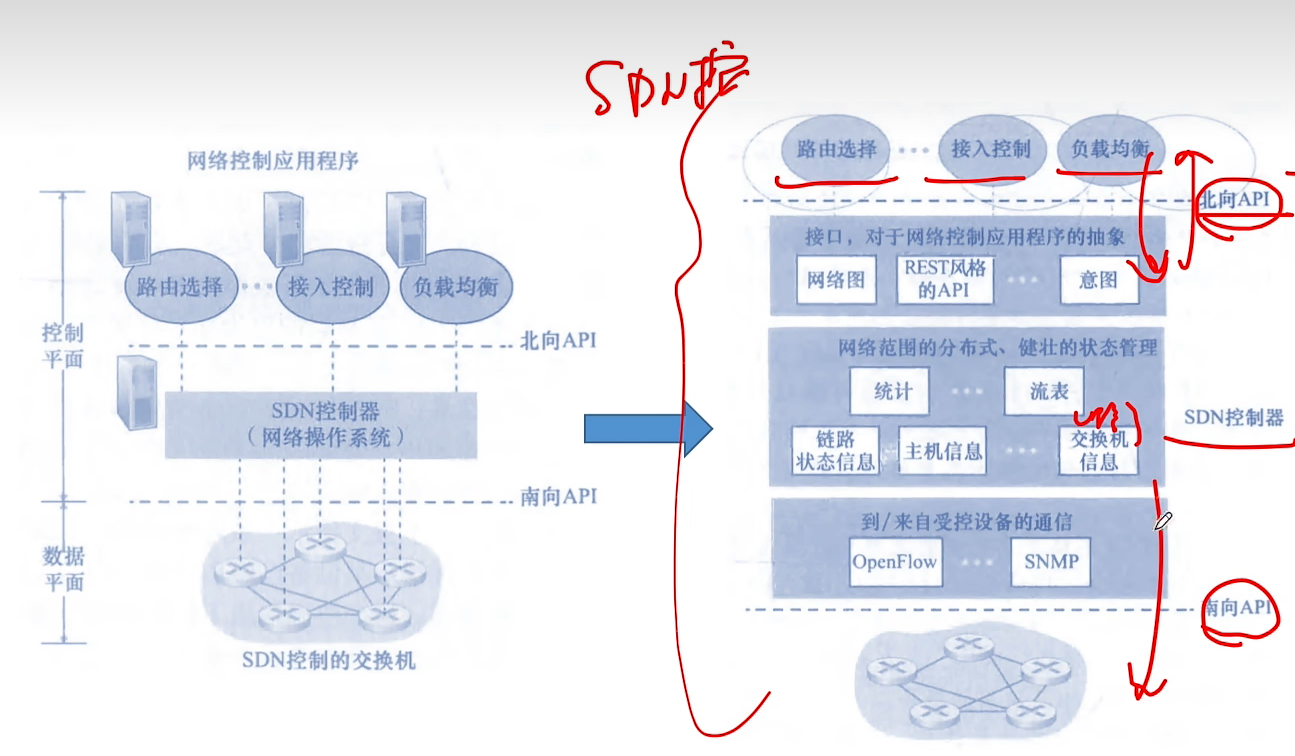 SDN控
网络控制应用程序
路由选择
接入控制
负载均衡
北向API
控制
平面
SDN控制器
（网络操作系统）
南向API
数据
平面
SDN控制的交换机
路由选择
接入控制
负载均衡
北向API
接口，对于网络控制应用程序的抽象
网络图
REST风格
的API
意图
网络范围的分布式、健壮的状态管理
统计
流表
链路
状态信息
主机信息
交换机
信息
SDN控制器
到/来自受控设备的通信
OpenFlow
SNMP
南向API